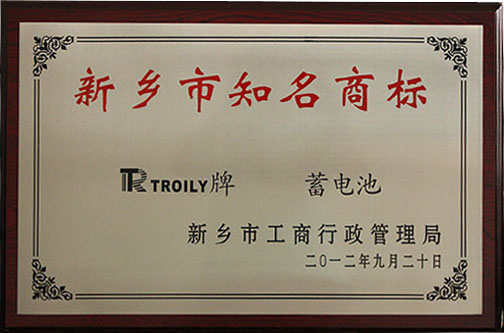 新乡市知名商标
TR TROILY牌 蓄电池
新乡市工商行政管理局
二〇一二年九月二十日